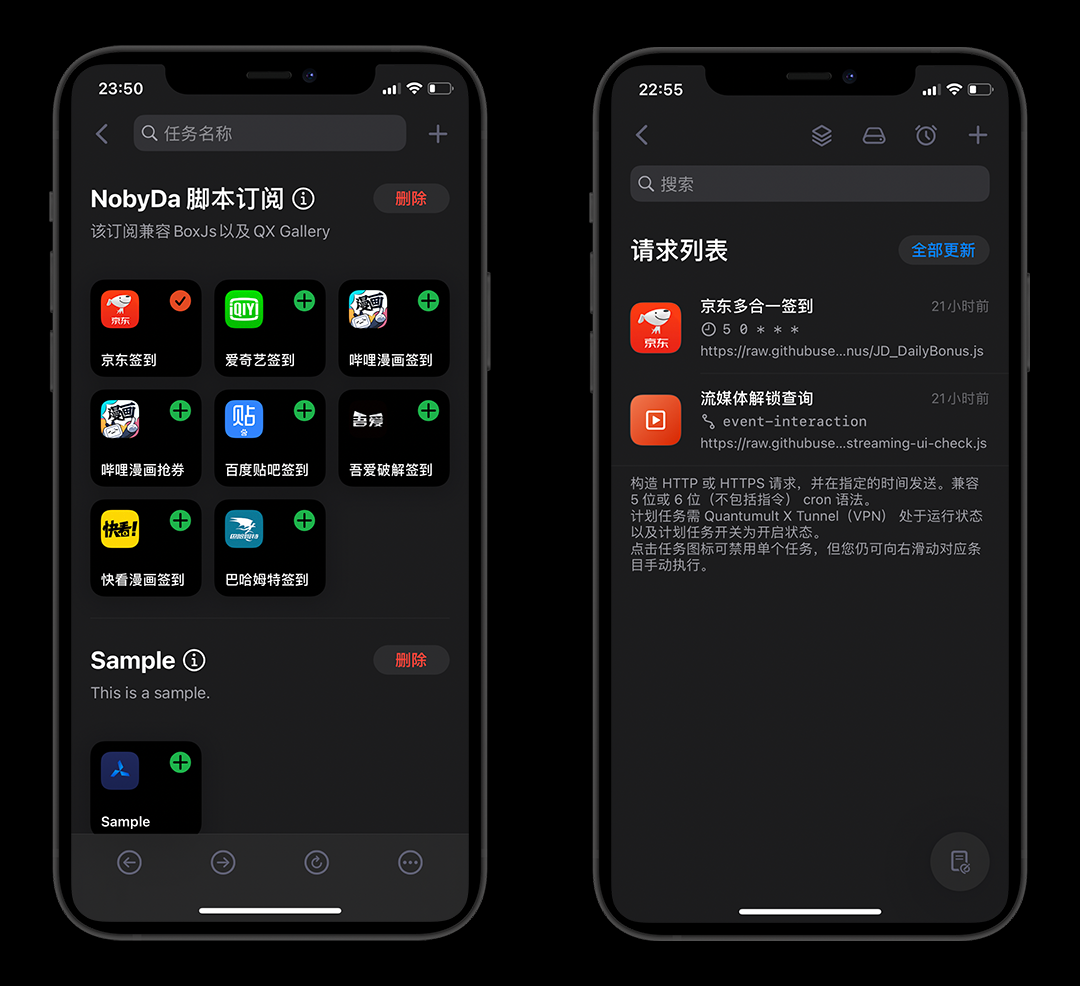 23:50
任务名称
NobyDa 脚本订阅
删除
该订阅兼容 BoxJs 以及 QX Gallery
京东
京东签到
iQIY
爱奇艺签到
漫画
哔哩漫画签到
漫画
哔哩漫画抢券
贴
百度贴吧签到
吾爱
吾爱破解签到
快看!
快看漫画签到
巴哈姆特签到
Sample
删除
This is a sample.
Sample
22:55
搜索
请求列表
全部更新
京东
京东多合一签到
21小时前
5 0 * * *
https://raw.githubuse...nus/JD_DailyBonus.js
流媒体解锁查询
21小时前
event-interaction
https://raw.githubuse...streaming-ui-check.js
构造 HTTP 或 HTTPS 请求，并在指定的时间发送。兼容
5 位或 6 位（不包括指令） cron 语法。
计划任务需 Quantumult X Tunnel（VPN） 处于运行状态
以及计划任务开关为开启状态。
点击任务图标可禁用单个任务，但您仍可向右滑动对应条
目手动执行。